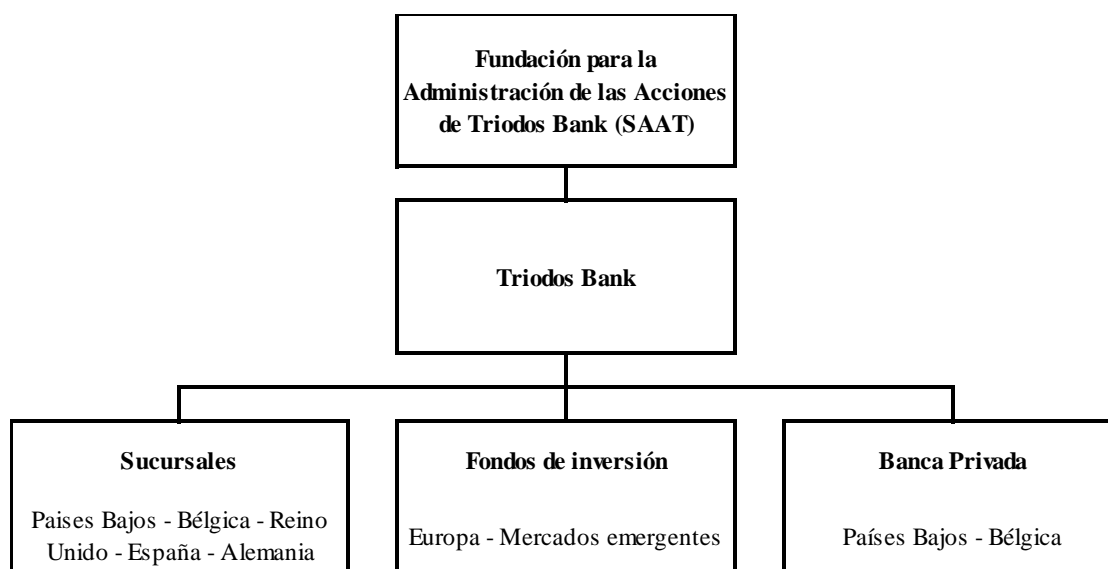 Fundación para la
Administración de las Acciones
de Triodos Bank (SAAT)
Triodos Bank
Sucursales
Paises Bajos - Bélgica - Reino
Unido - España - Alemania
Fondos de inversión
Europa - Mercados emergentes
Banca Privada
Países Bajos - Bélgica